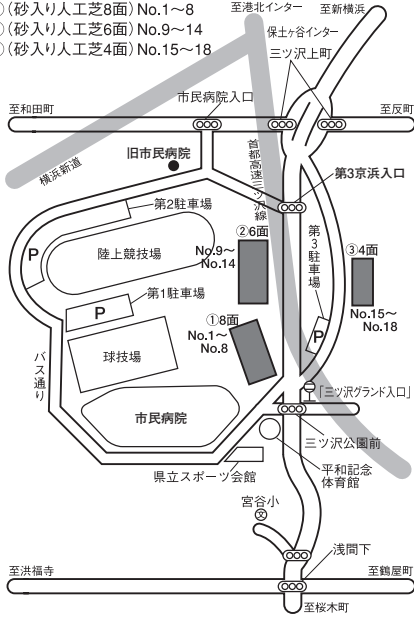 (砂入り人工芝8面) No.1〜8
(砂入り人工芝6面) No.9〜14
(砂入り人工芝4面) No.15〜18
至港北インター
至新横浜
保土ヶ谷インター
三ツ沢上町
市民病院入口
至和田町
至反町
旧市民病院
横浜新道
首都高速三ツ沢線
第3京浜入口
第2駐車場
P
陸上競技場
②6面
No.9〜
No.14
第3駐車場
③4面
第1駐車場
P
No.15〜
No.18
①8面
No.1〜
No.8
P
球技場
バス通り
「三ツ沢グランド入口」
市民病院
三ツ沢公園前
県立スポーツ会館
平和記念
体育館
宮谷小
文
浅間下
至洪福寺
至鶴屋町
至桜木町